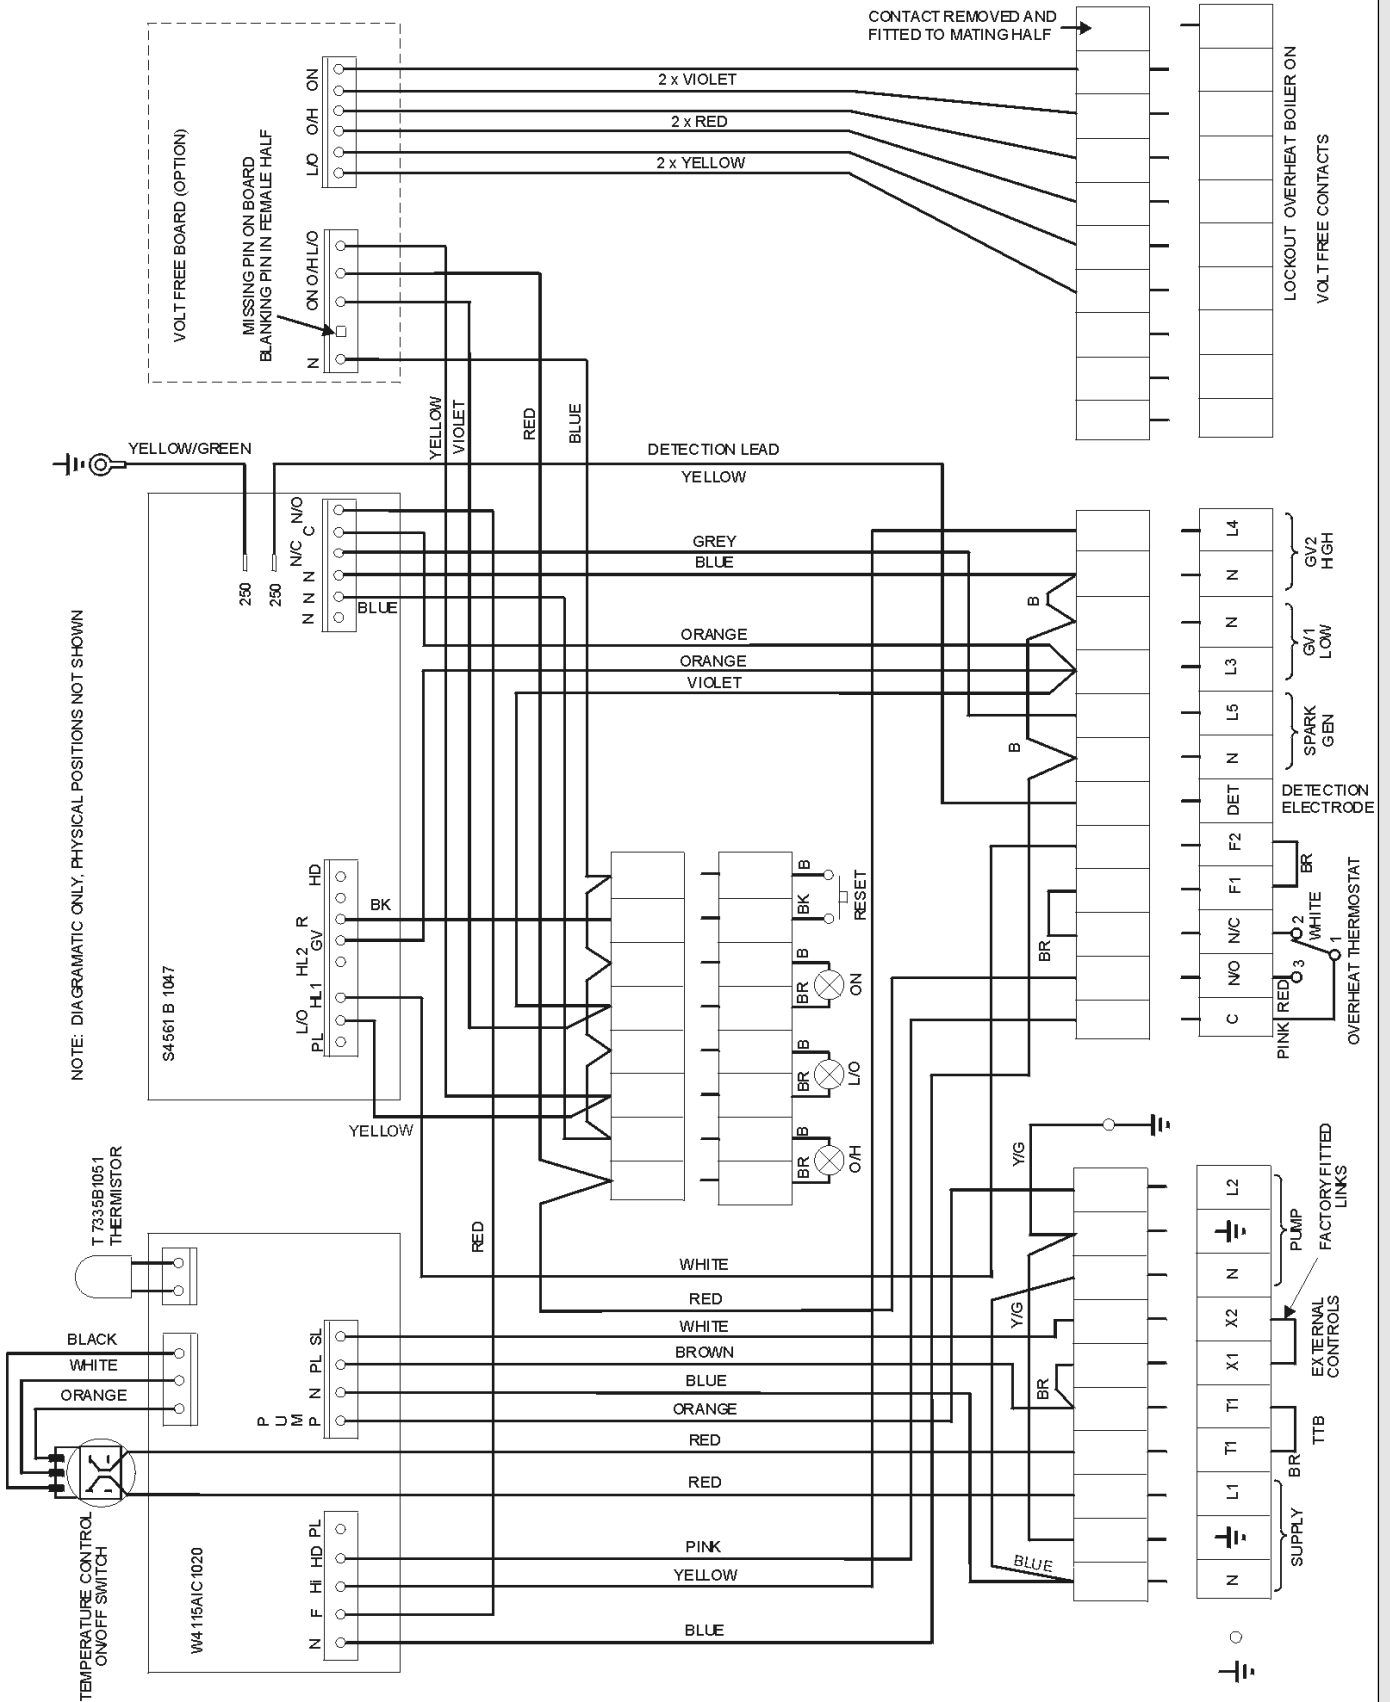 CONTACT REMOVED AND
FITTED TO MATING HALF
2 x VIOLET
2 x RED
2 x YELLOW
ON
O/H
L/O
VOLT FREE BOARD (OPTION)
MISSING PIN ON BOARD
BLANKING PIN IN FEMALE HALF
L/O
O/H
ON
N
LOCKOUT OVERHEAT BOILER ON
VOLT FREE CONTACTS
YELLOW
VIOLET
RED
BLUE
YELLOW/GREEN
DETECTION LEAD
YELLOW
250
250
N/O
C
N/C
N
N
N
GREY
BLUE
BLUE
B
ORANGE
ORANGE
VIOLET
B
NOTE: DIAGRAMATIC ONLY, PHYSICAL POSITIONS NOT SHOWN
S4561 B 1047
HD
R
GV
HL2
HL1
L/O
PL
BK
YELLOW
B
BK
RESET
B
BR
ON
B
BR
L/O
B
BR
O/H
BR
L4
N
N
L3
L5
N
DET
F2
F1
N/C
N/O
C
GV2
HGH
GV1
LOW
SPARK
GEN
DETECTION
ELECTRODE
BR
WHITE
2
1
3
RED
PINK
OVERHEAT THERMOSTAT
T7335B1051
THERMISTOR
RED
WHITE
RED
WHITE
BROWN
BLUE
ORANGE
RED
RED
PINK
YELLOW
BLUE
Y/G
Y/G
BR
BLUE
BLACK
WHITE
ORANGE
SL
PL
N
P
PUMP
TEMPERATURE CONTROL
ON/OFF SWITCH
W4115AIC1020
PL
HD
Hi
F
N
L2
N
X2
X1
T1
T1
L1
N
PUMP
FACTORY FITTED
LINKS
EXTERNAL
CONTROLS
TTB
BR
SUPPLY